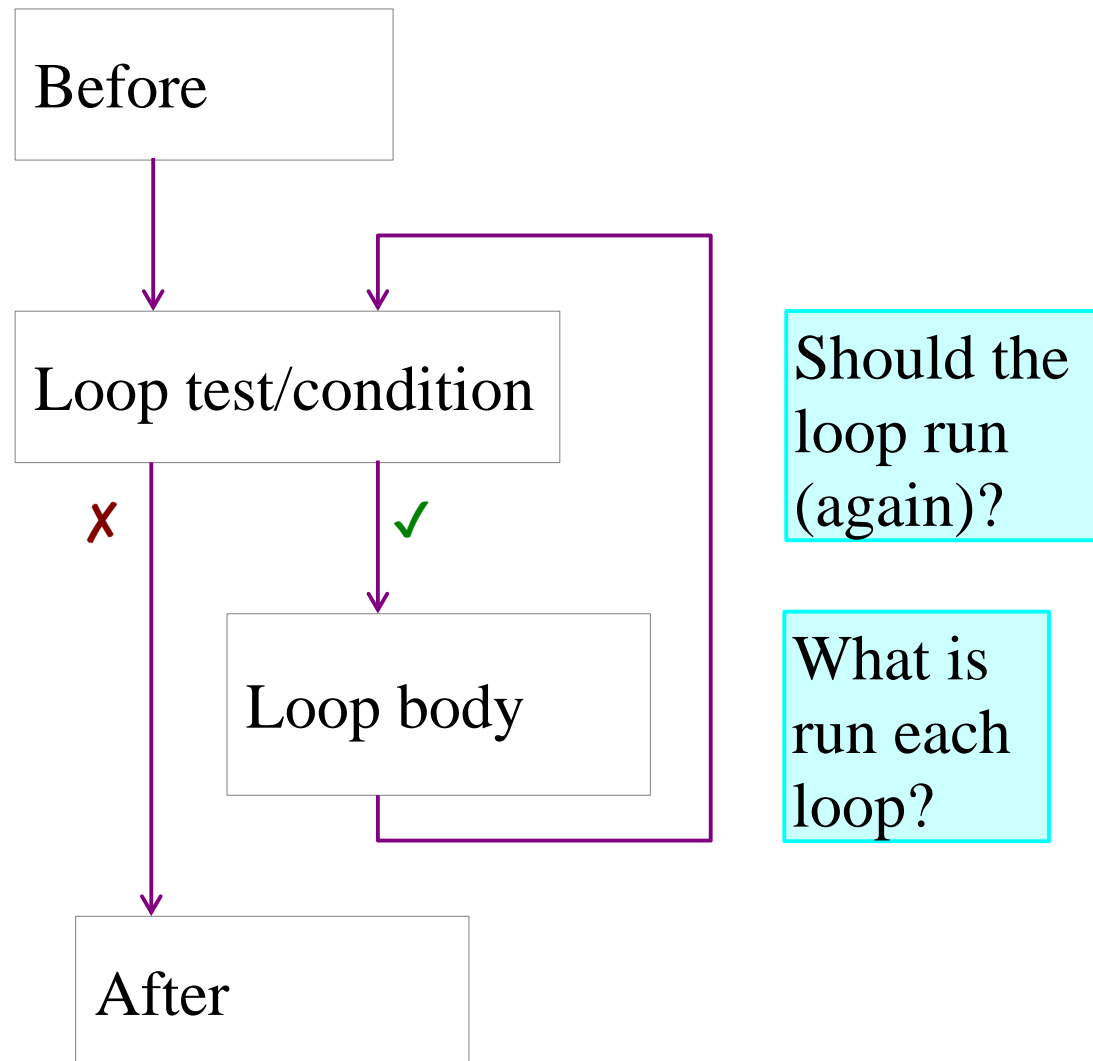 Before
Loop test/condition
Should the
loop run
(again)?
✗
✓
Loop body
What is
run each
loop?
After